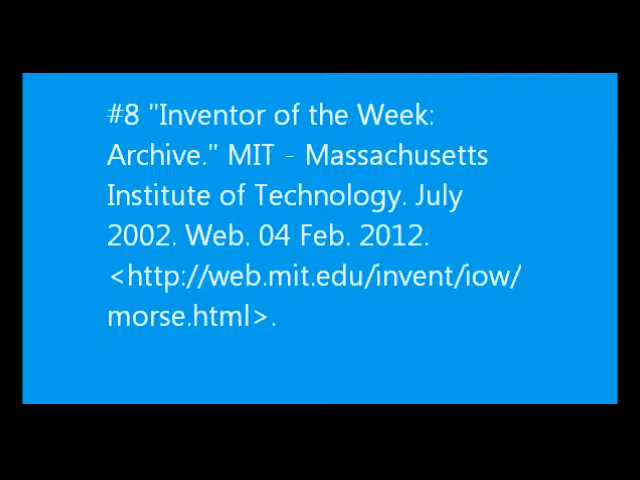 #8 "Inventor of the Week:
Archive." MIT - Massachusetts
Institute of Technology. July
2002. Web. 04 Feb. 2012.
<http://web.mit.edu/invent/iow/
morse.html>.